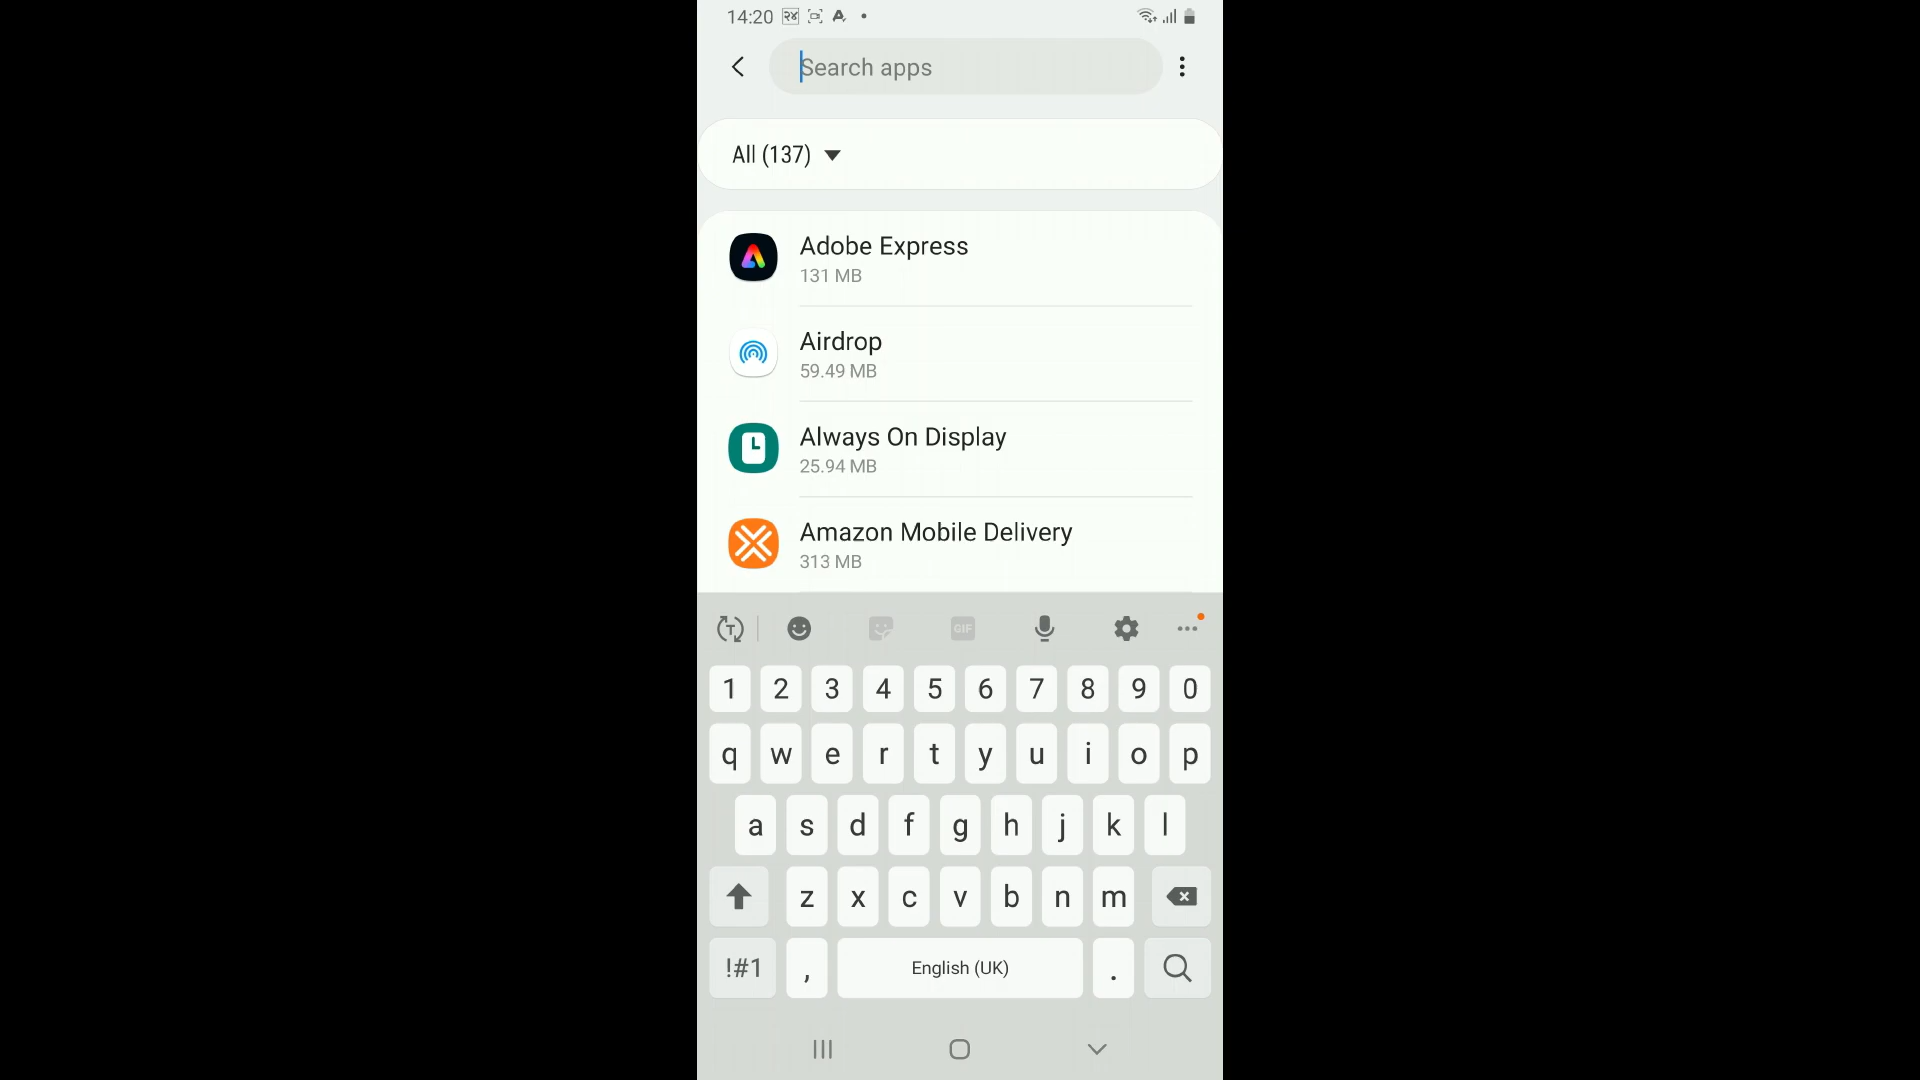 14:20 २४
Search apps
All (137)
Adobe Express
131 MB
Airdrop
59.49 MB
Always On Display
25.94 MB
Amazon Mobile Delivery
313 MB
T GIF
1 2 3 4 5 6 7 8 9 0
q w e r t y u i o p
a s d f g h j k l
z x c v b n m
!#1 , English (UK) .